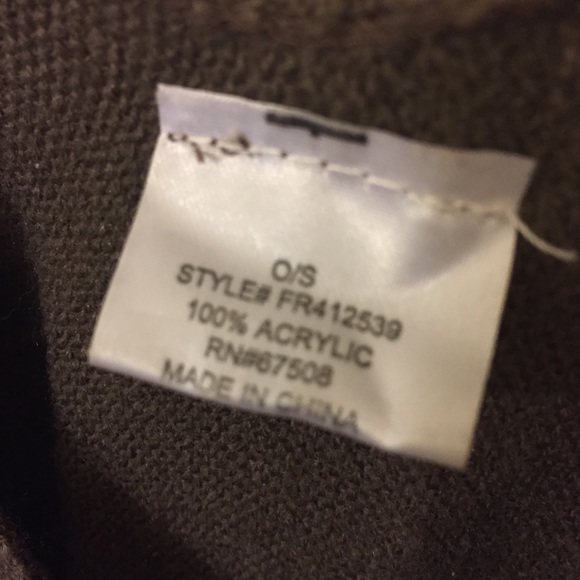 O/S
STYLE# FR412539
100% ACRYLIC
RN#67508
MADE IN CHINA